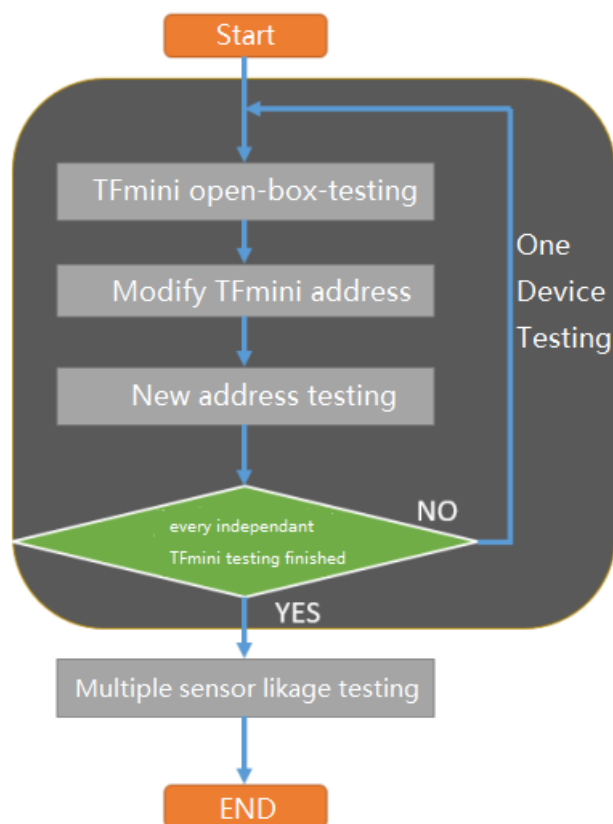 Start
TFmini open-box-testing
Modify TFmini address
New address testing
One
Device
Testing
every independant
TFmini testing finished
NO
YES
Multiple sensor likage testing
END